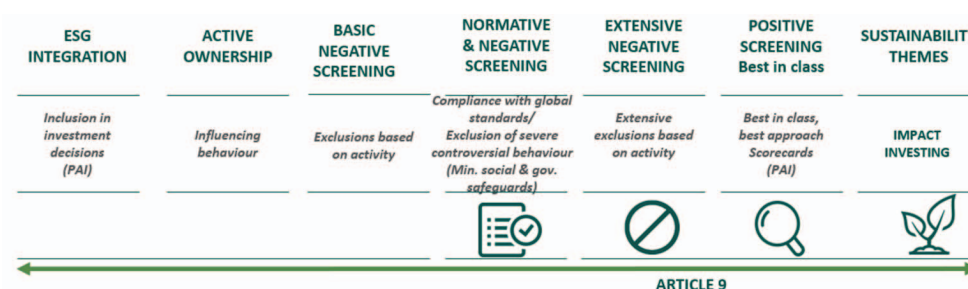 ESG
INTEGRATION
ACTIVE
OWNERSHIP
BASIC
NEGATIVE
SCREENING
NORMATIVE
& NEGATIVE
SCREENING
EXTENSIVE
NEGATIVE
SCREENING
POSITIVE
SCREENING
Best in class
SUSTAINABILIT
THEMES
Inclusion in
investment
decisions
(PAI)
Influencing
behaviour
Exclusions based
on activity
Compliance with global
standards/
Exclusion of severe
controversial behaviour
(Min. social & gov.
safeguards)
Extensive
exclusions based
on activity
Best in class,
best approach
Scorecards
(PAI)
IMPACT
INVESTING
ARTICLE 9